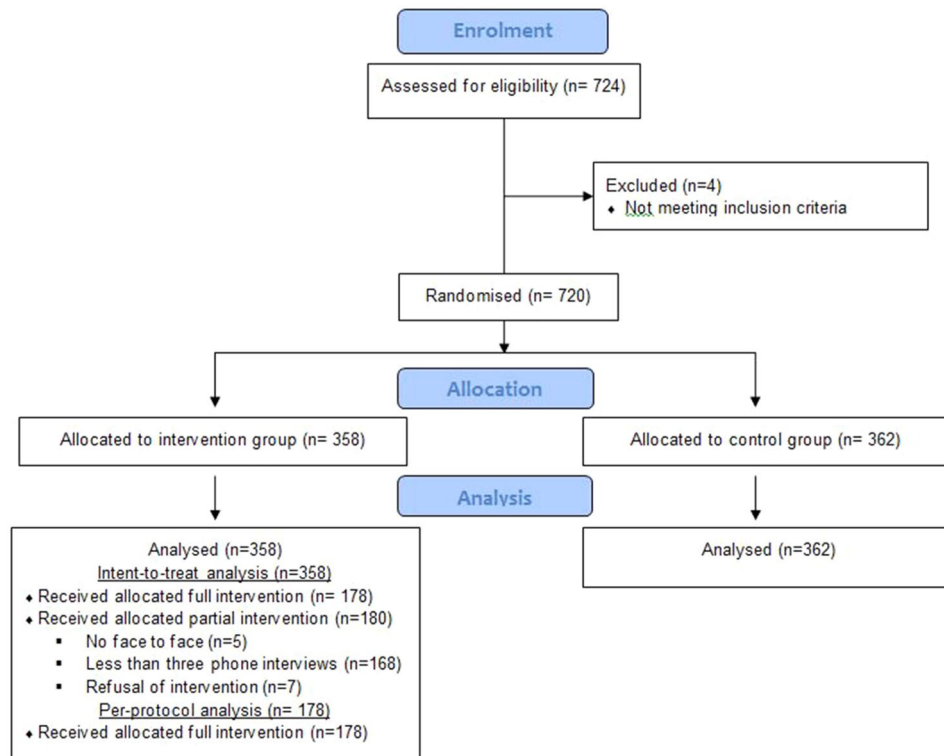 Enrolment
Assessed for eligibility (n= 724)
Excluded (n=4)
♦ Not meeting inclusion criteria
Randomised (n= 720)
Allocation
Allocated to intervention group (n= 358)
Allocated to control group (n= 362)
Analysis
Analysed (n=358)
Intent-to-treat analysis (n=358)
♦ Received allocated full intervention (n= 178)
♦ Received allocated partial intervention (n=180)
▪ No face to face (n=5)
▪ Less than three phone interviews (n=168)
▪ Refusal of intervention (n=7)
Per-protocol analysis (n= 178)
♦ Received allocated full intervention (n=178)
Analysed (n=362)